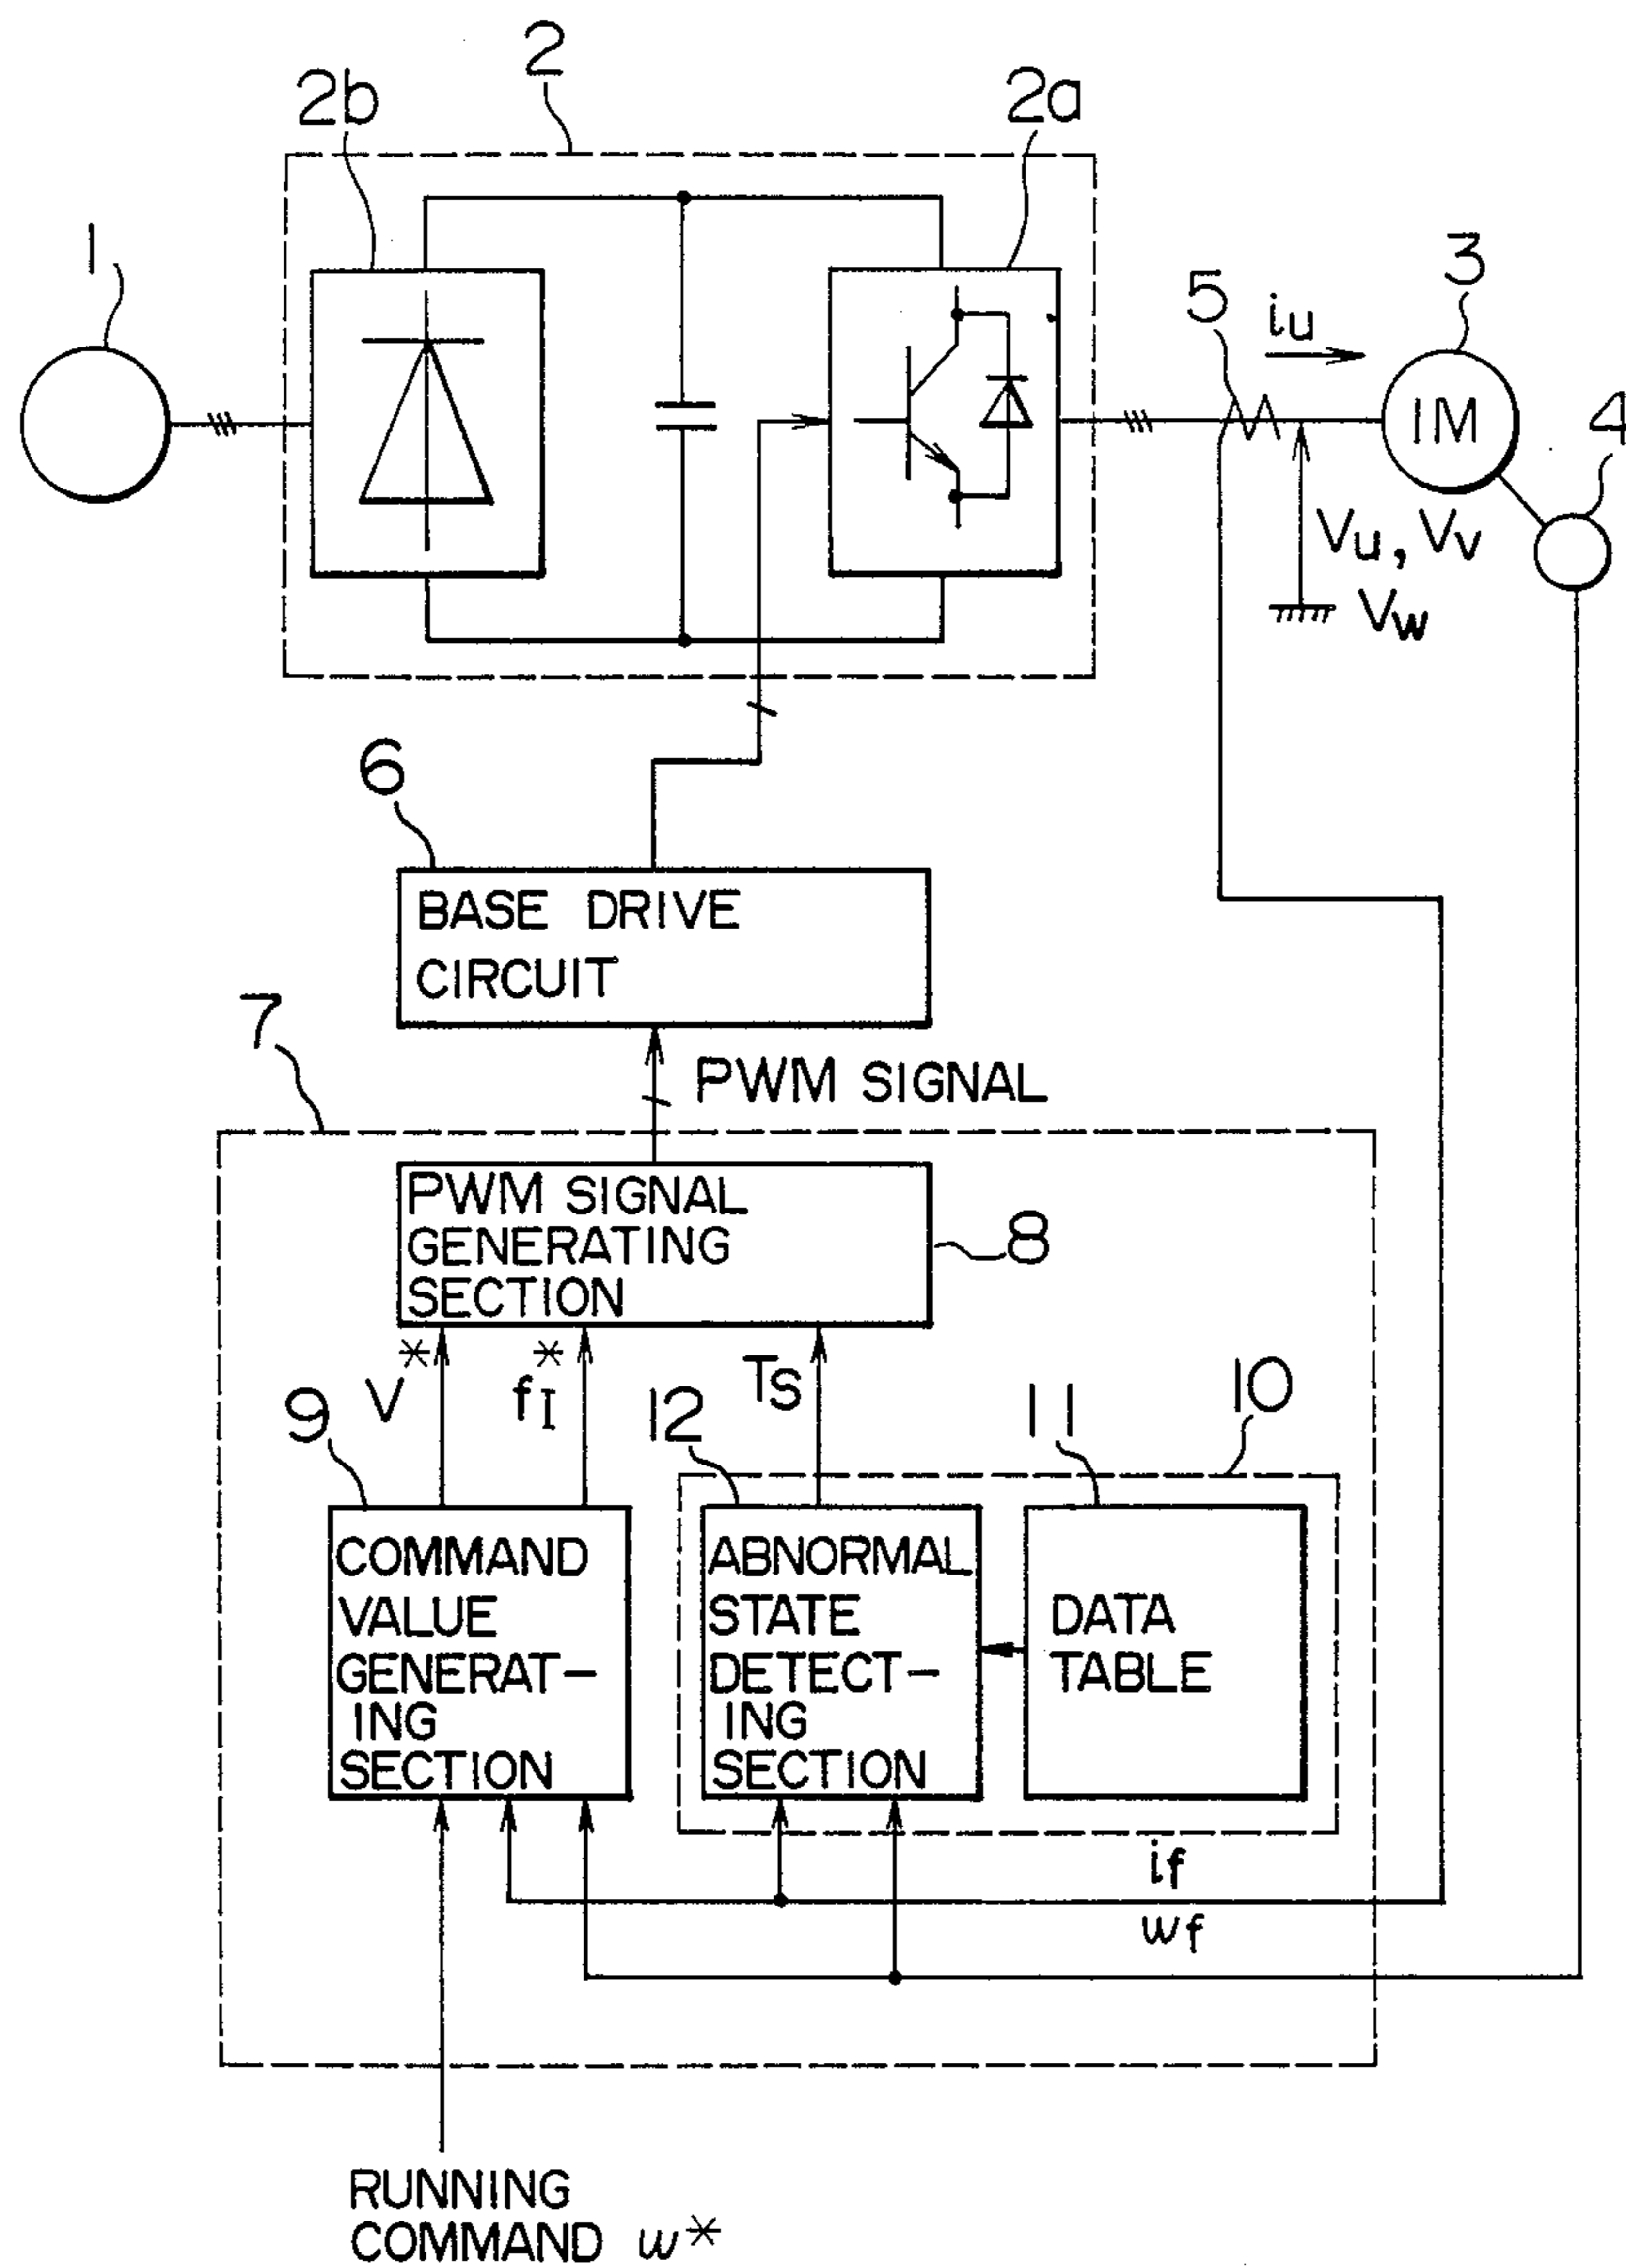 2
2b
2a
1
5
iu
3
IM
4
Vu, Vv
Vw
6
BASE DRIVE
CIRCUIT
7
PWM SIGNAL
PWM SIGNAL
GENERATING
SECTION
8
V*
fI*
Ts
9
12
11
10
COMMAND
VALUE
GENERAT-
ING
SECTION
ABNORMAL
STATE
DETECT-
ING
SECTION
DATA
TABLE
if
wf
RUNNING
COMMAND w*